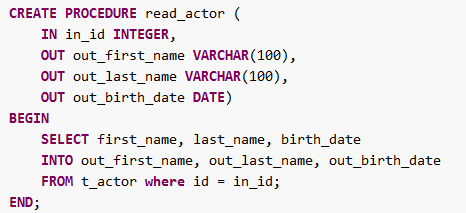 CREATE PROCEDURE read_actor (
    IN in_id INTEGER,
    OUT out_first_name VARCHAR(100),
    OUT out_last_name VARCHAR(100),
    OUT out_birth_date DATE)
BEGIN
    SELECT first_name, last_name, birth_date
    INTO out_first_name, out_last_name, out_birth_date
    FROM t_actor where id = in_id;
END;